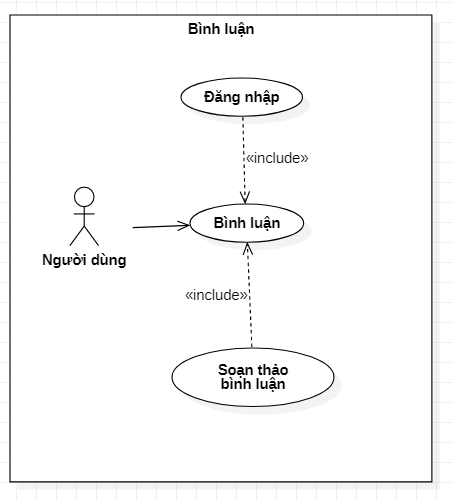 Bình luận
Đăng nhập
«include»
Bình luận
Người dùng
«include»
Soạn thảo
bình luận